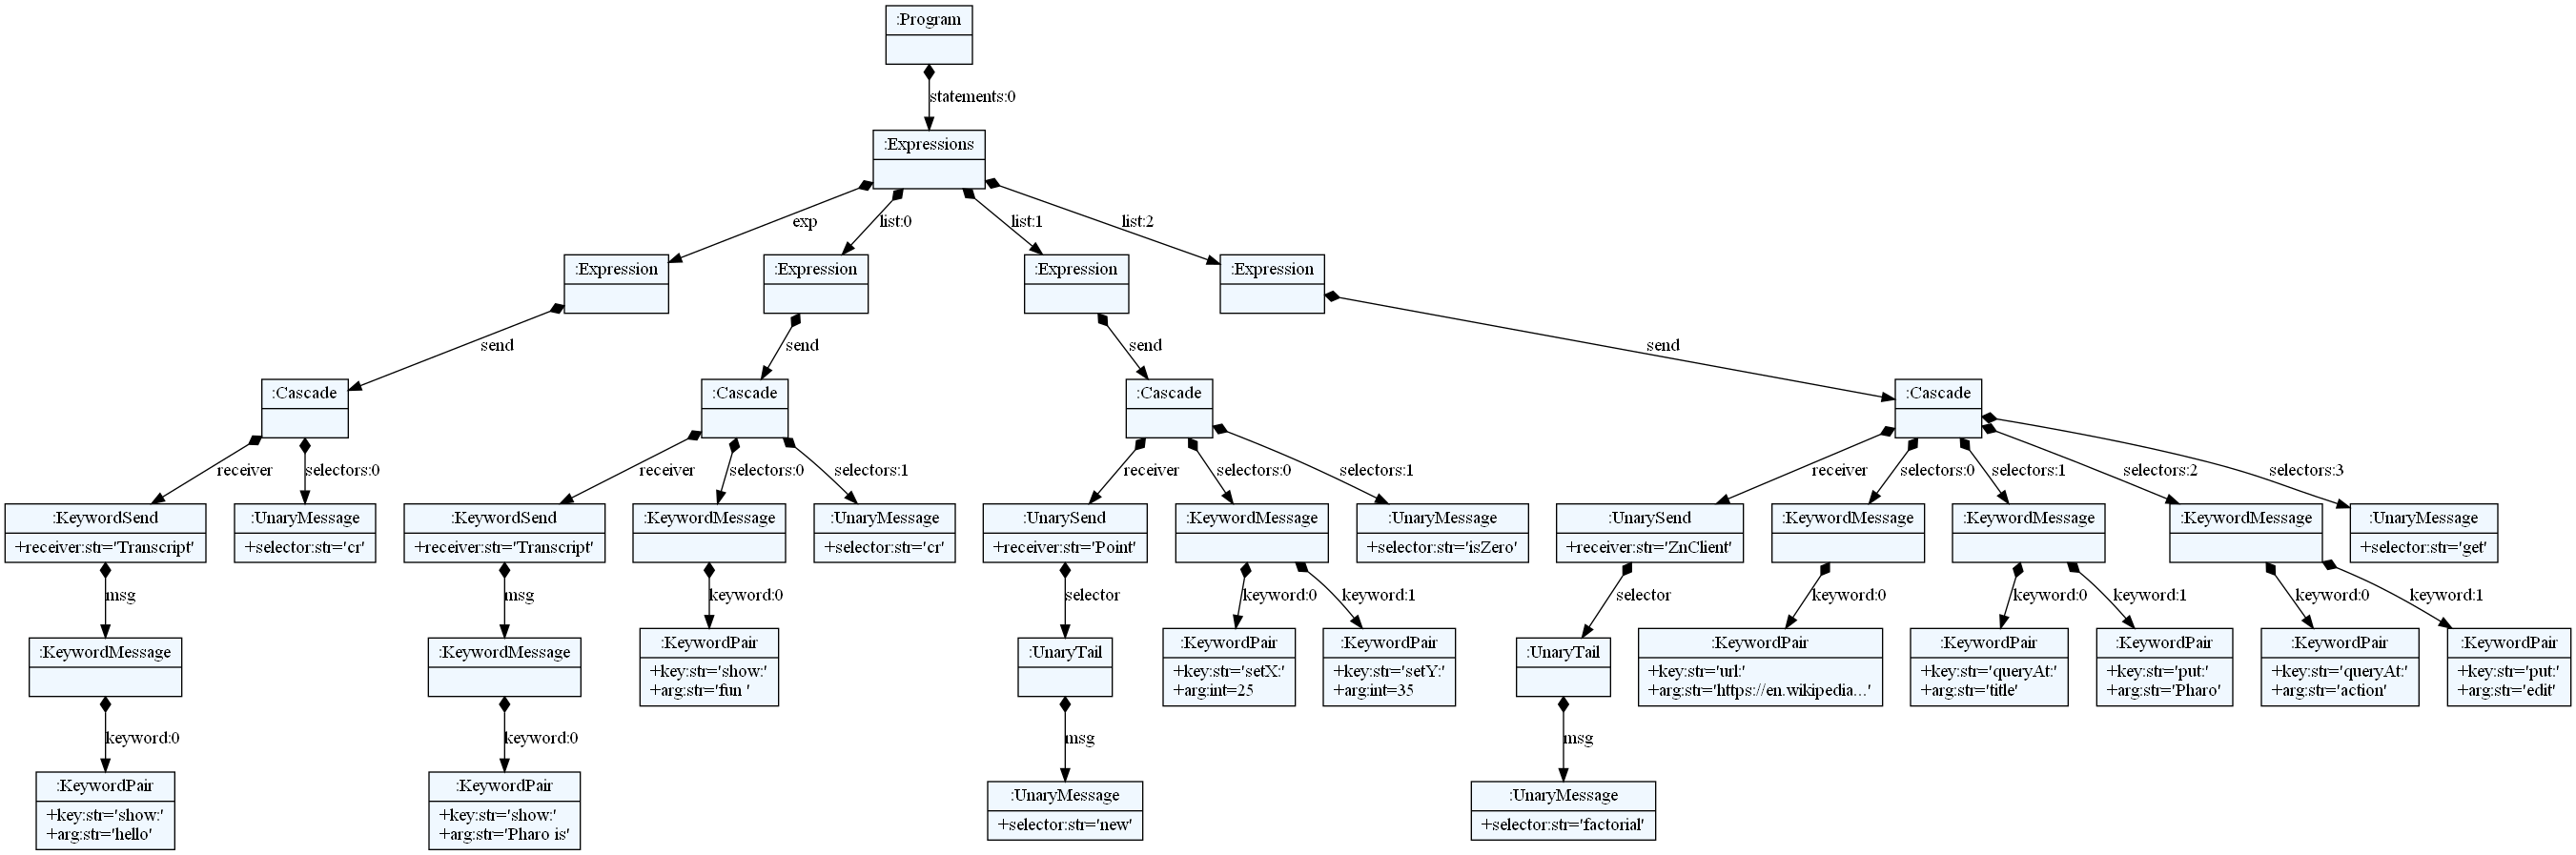 :Program
statements:0
:Expressions
exp
list:0
list:1
list:2
:Expression
:Expression
:Expression
:Expression
send
send
send
send
:Cascade
:Cascade
:Cascade
:Cascade
receiver
selectors:0
receiver
selectors:0
selectors:1
receiver
selectors:0
selectors:1
receiver
selectors:0
selectors:1
selectors:2
selectors:3
:KeywordSend
+receiver:str='Transcript'
:UnaryMessage
+selector:str='cr'
:KeywordSend
+receiver:str='Transcript'
:KeywordMessage
:UnaryMessage
+selector:str='cr'
:UnarySend
+receiver:str='Point'
:KeywordMessage
:UnaryMessage
+selector:str='isZero'
:UnarySend
+receiver:str='ZnClient'
:KeywordMessage
:KeywordMessage
:KeywordMessage
:UnaryMessage
+selector:str='get'
msg
msg
keyword:0
selector
keyword:0
keyword:1
selector
keyword:0
keyword:0
keyword:1
keyword:0
keyword:1
:KeywordMessage
:KeywordMessage
:KeywordPair
+key:str='show:'
+arg:str='fun '
:UnaryTail
:KeywordPair
+key:str='setX:'
+arg:int=25
:KeywordPair
+key:str='setY:'
+arg:int=35
:UnaryTail
:KeywordPair
+key:str='url:'
+arg:str='https://en.wikipedia...'
:KeywordPair
+key:str='queryAt:'
+arg:str='title'
:KeywordPair
+key:str='put:'
+arg:str='Pharo'
:KeywordPair
+key:str='queryAt:'
+arg:str='action'
:KeywordPair
+key:str='put:'
+arg:str='edit'
keyword:0
keyword:0
msg
msg
:KeywordPair
+key:str='show:'
+arg:str='hello'
:KeywordPair
+key:str='show:'
+arg:str='Pharo is'
:UnaryMessage
+selector:str='new'
:UnaryMessage
+selector:str='factorial'